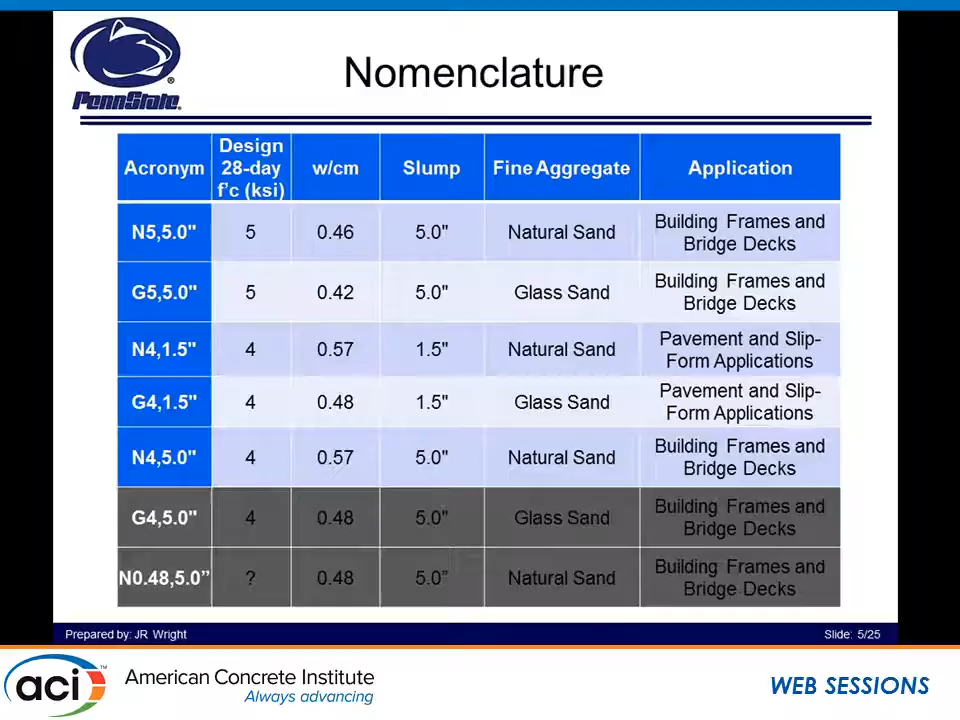 Nomenclature
PennState
Acronym Design 28-day f'c (ksi) w/cm Slump Fine Aggregate Application
N5,5.0" 5 0.46 5.0" Natural Sand Building Frames and Bridge Decks
G5,5.0" 5 0.42 5.0" Glass Sand Building Frames and Bridge Decks
N4,1.5" 4 0.57 1.5" Natural Sand Pavement and Slip-Form Applications
G4,1.5" 4 0.48 1.5" Glass Sand Pavement and Slip-Form Applications
N4,5.0" 4 0.57 5.0" Natural Sand Building Frames and Bridge Decks
G4,5.0" 4 0.48 5.0" Glass Sand Building Frames and Bridge Decks
N0.48,5.0” ? 0.48 5.0” Natural Sand Building Frames and Bridge Decks
Prepared by: JR Wright Slide: 5/25
aci™ American Concrete Institute
Always advancing
WEB SESSIONS